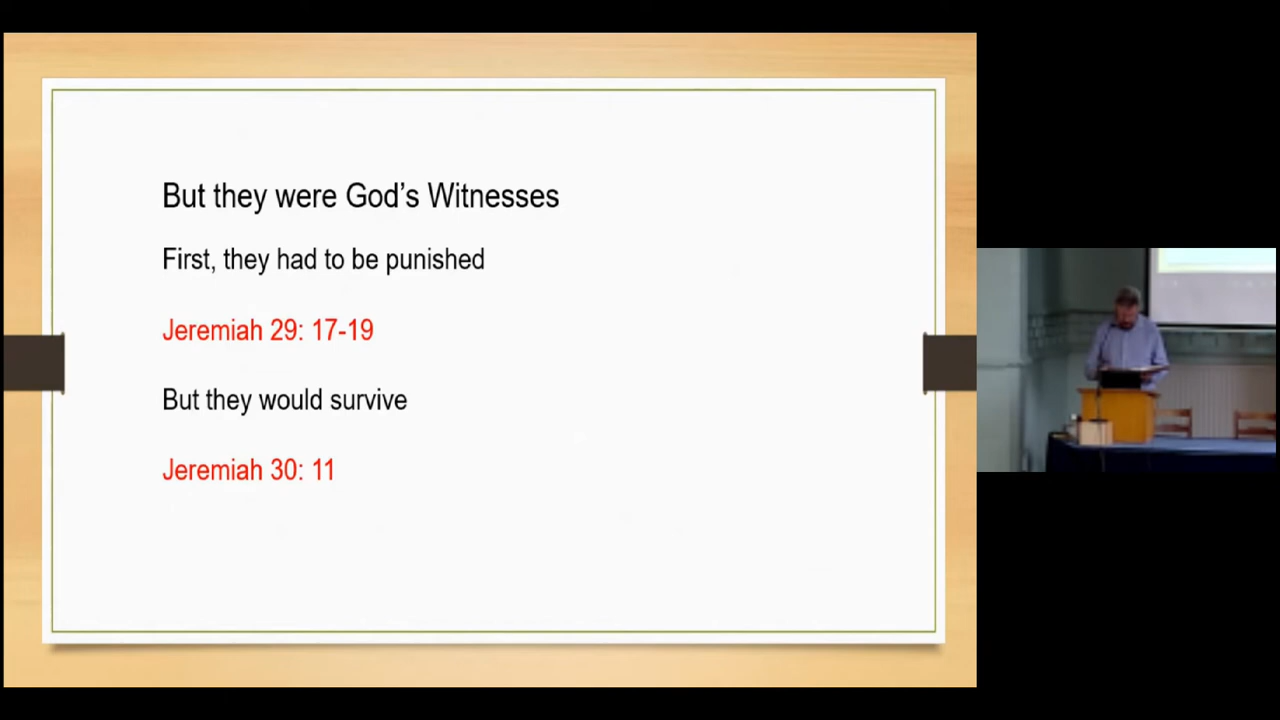 But they were God’s Witnesses
First, they had to be punished
Jeremiah 29: 17-19
But they would survive
Jeremiah 30: 11